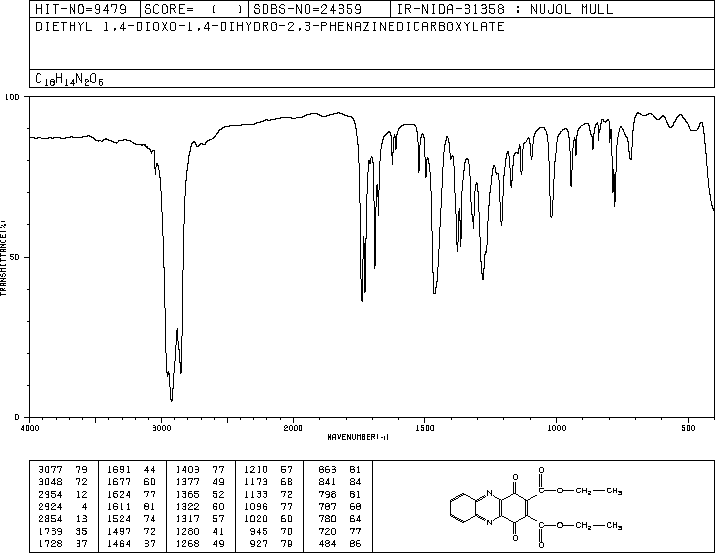 HIT-NO=9479 SCORE= ( ) SDBS-NO=24359 IR-NIDA-31358 : NUJOL MULL
DIETHYL 1,4-DIOXO-1,4-DIHYDRO-2,3-PHENAZINEDICARBOXYLATE
C18H14N2O6
100
50
0
TRANSMITTANCE(%)
4000 3000 2000 1500 1000 500
WAVENUMBER(-1)
3077 79 1691 44 1403 77 1210 57 863 81
3048 72 1677 60 1377 49 1173 68 841 84
2954 12 1624 77 1365 52 1133 72 798 81
2924 4 1611 81 1322 60 1096 77 787 68
2854 13 1524 74 1317 57 1020 60 780 64
1739 35 1497 72 1280 41 945 70 720 77
1728 37 1464 37 1268 49 927 79 484 86
O O
N C O CH2 CH3
N C O CH2 CH3
O O